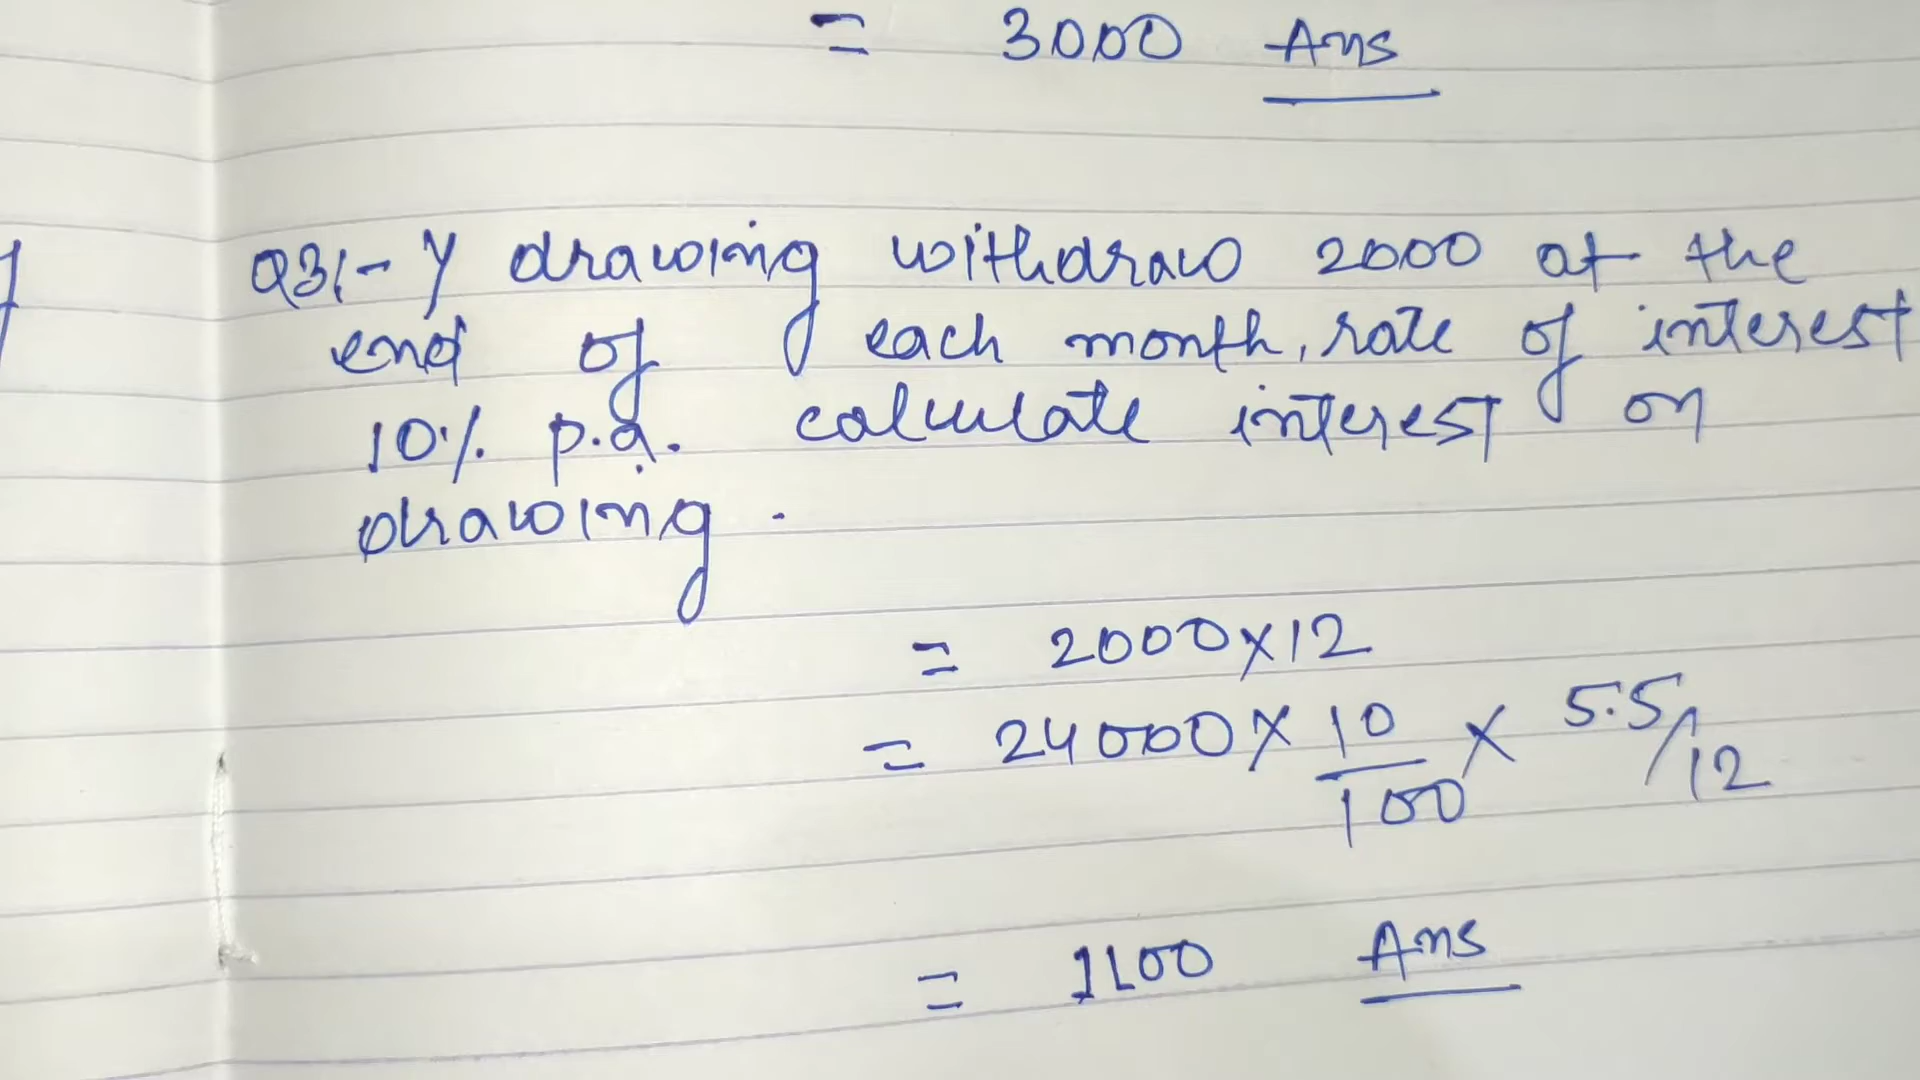 = 3000 Ans
Q3:- Y drawing withdraw 2000 at the
end of each month, rate of interest
10% p.a. calculate interest on
drawing.
= 2000×12
= 24000 × 10/100 × 5.5/12
= 1100 Ans